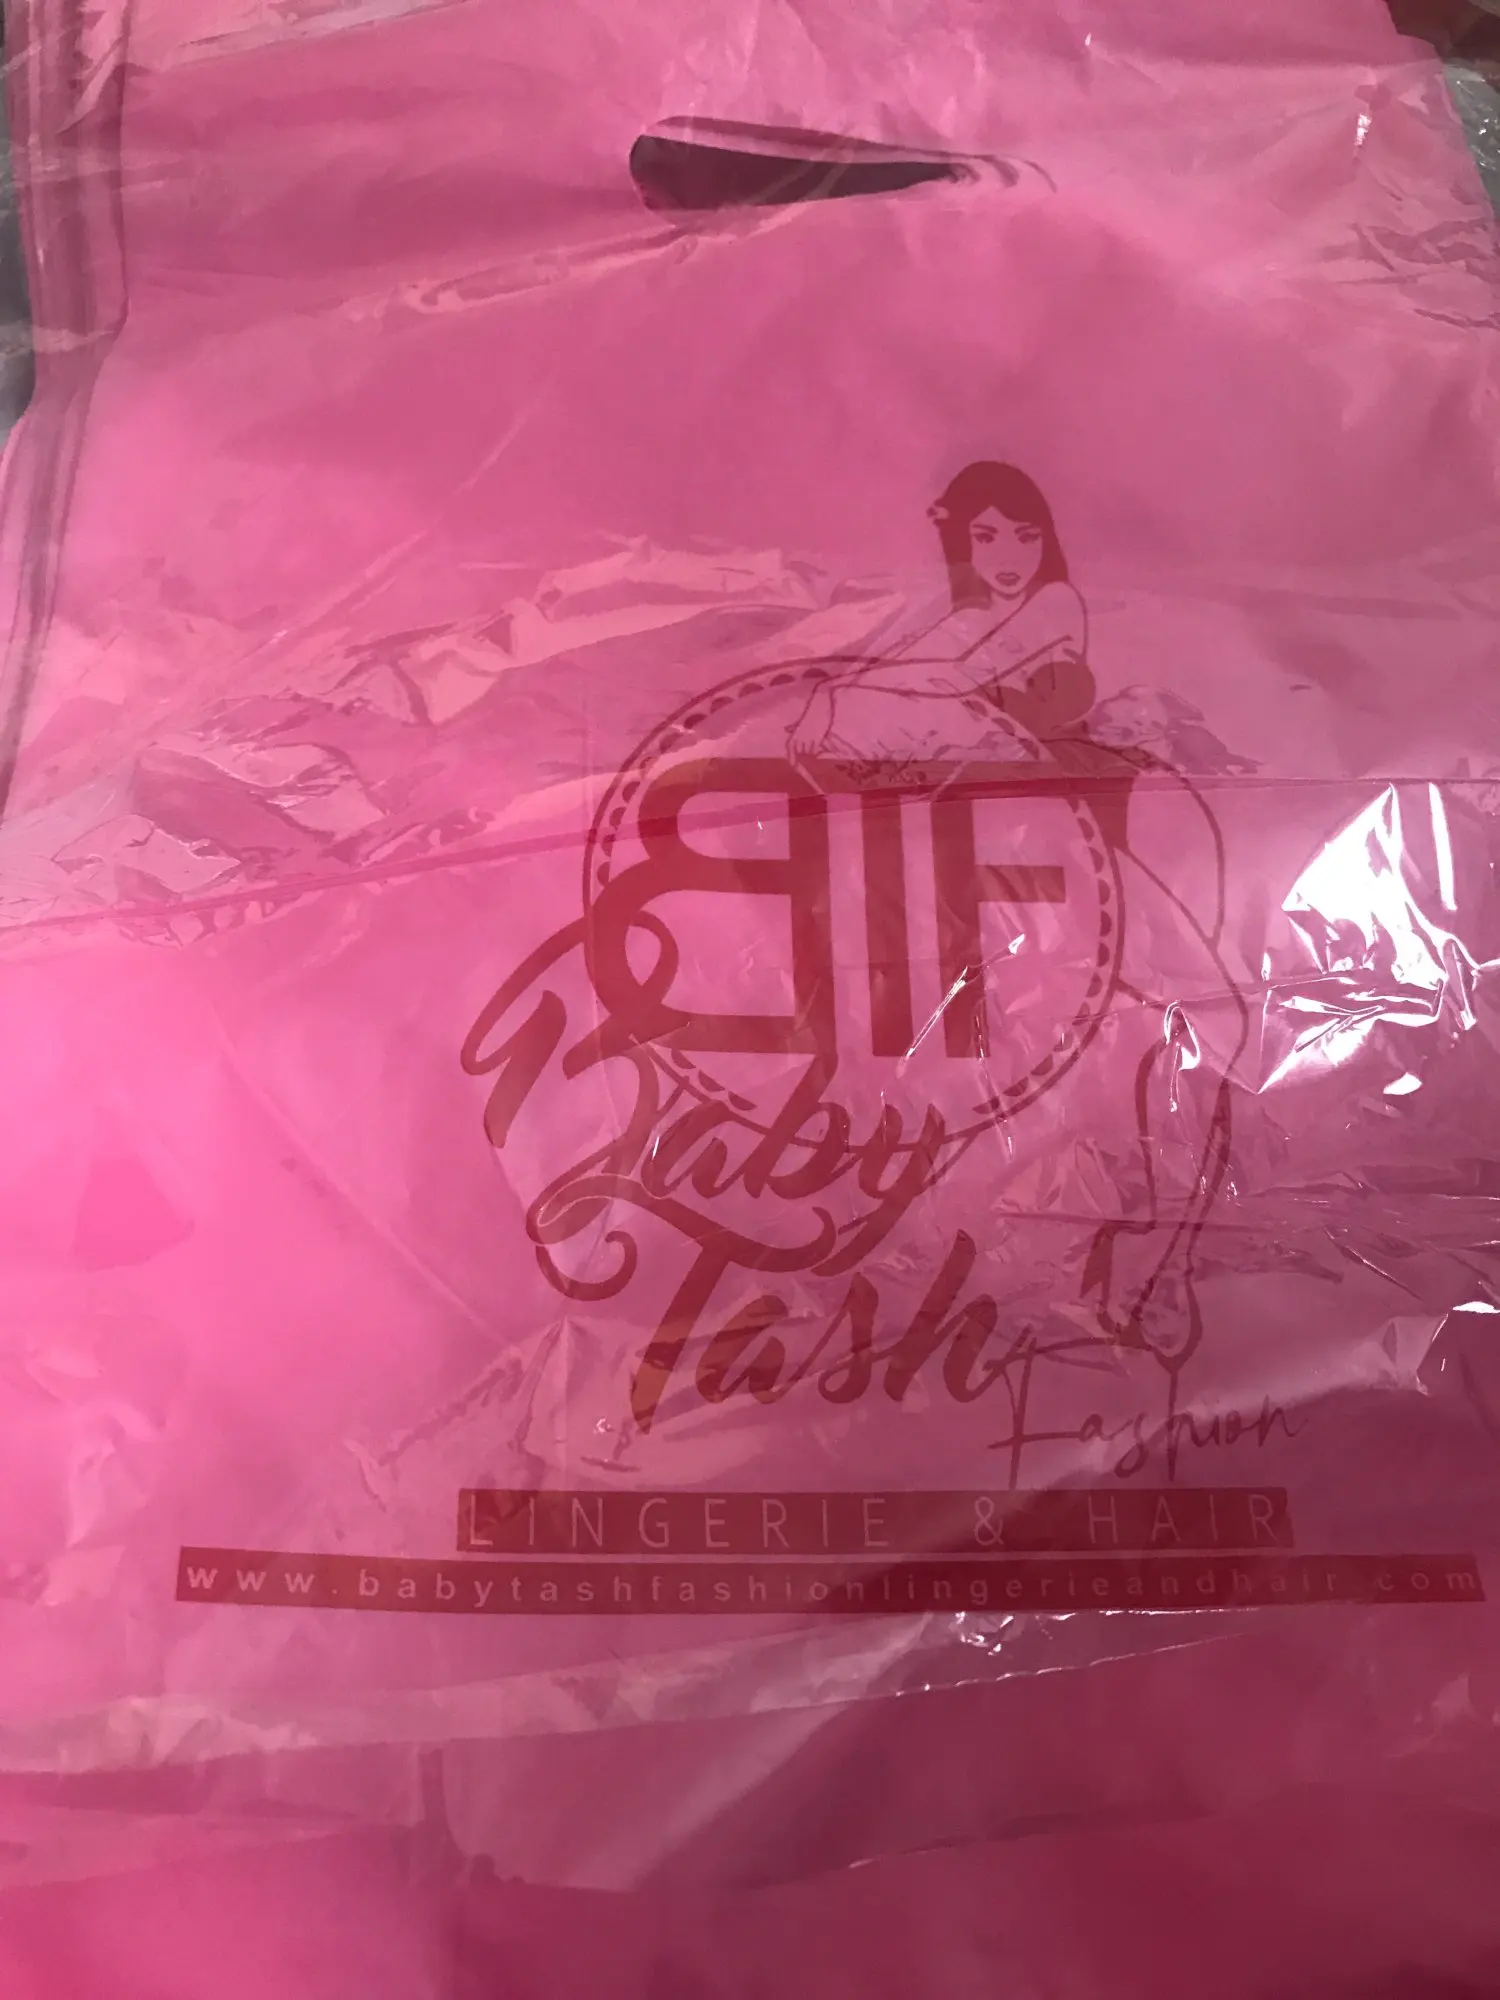 BTF
Baby
Tash
Fashion
LINGERIE & HAIR
www.babytashfashionlingerieandhair.com